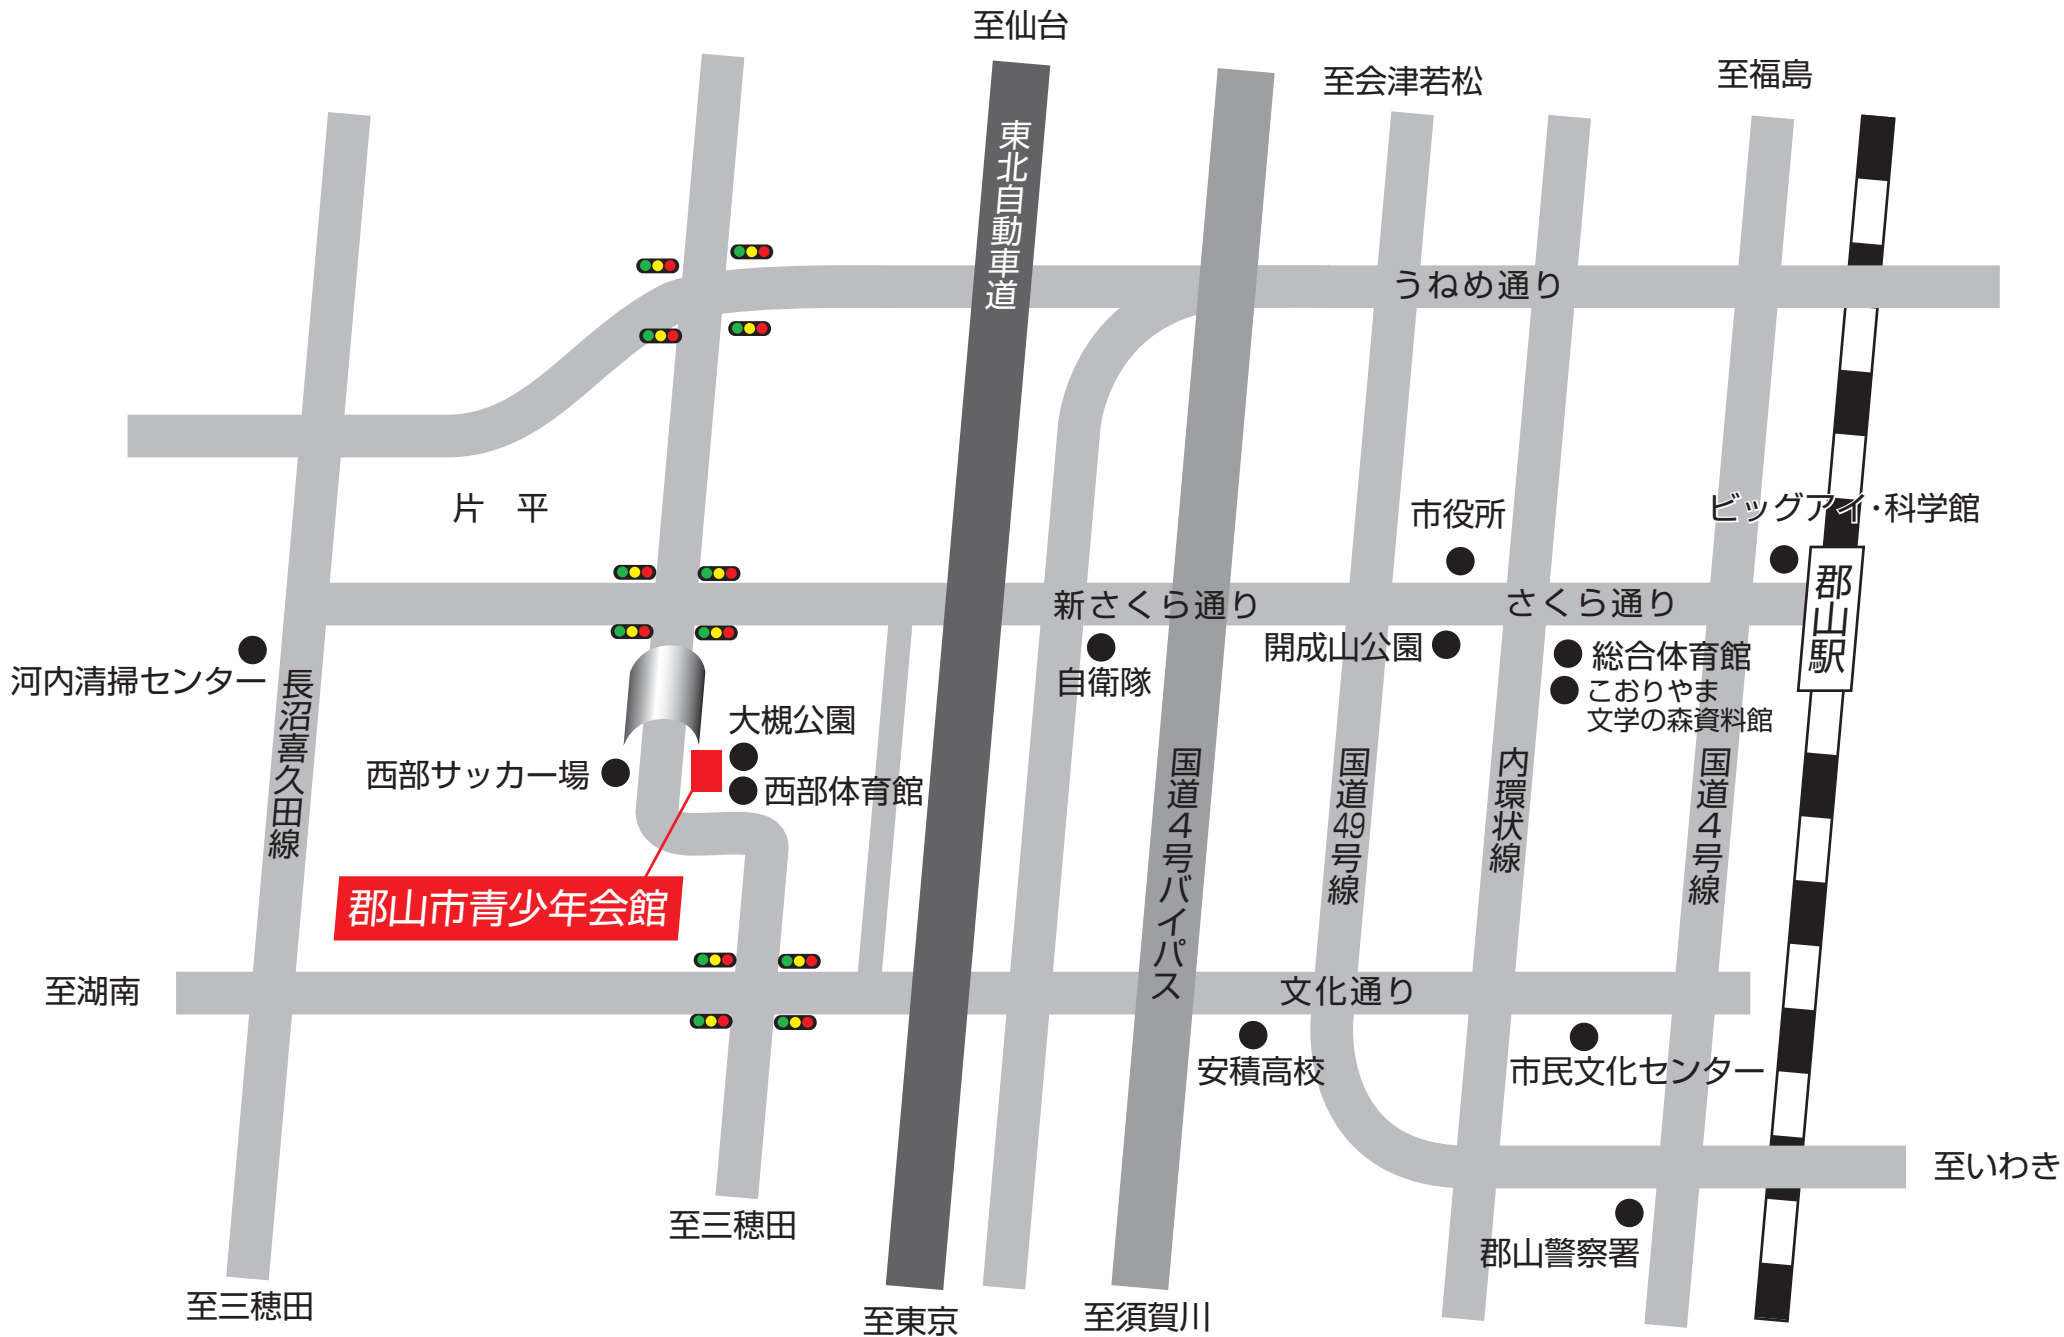 至仙台
至会津若松
至福島
東北自動車道
うねめ通り
片　平
市役所
ビッグアイ・科学館
郡山駅
新さくら通り
さくら通り
河内清掃センター
長沼喜久田線
自衛隊
開成山公園
総合体育館
こおりやま
文学の森資料館
大槻公園
西部サッカー場
西部体育館
国道4号バイパス
国道49号線
内環状線
国道4号線
郡山市青少年会館
至湖南
文化通り
安積高校
市民文化センター
至いわき
至三穂田
郡山警察署
至三穂田
至東京
至須賀川